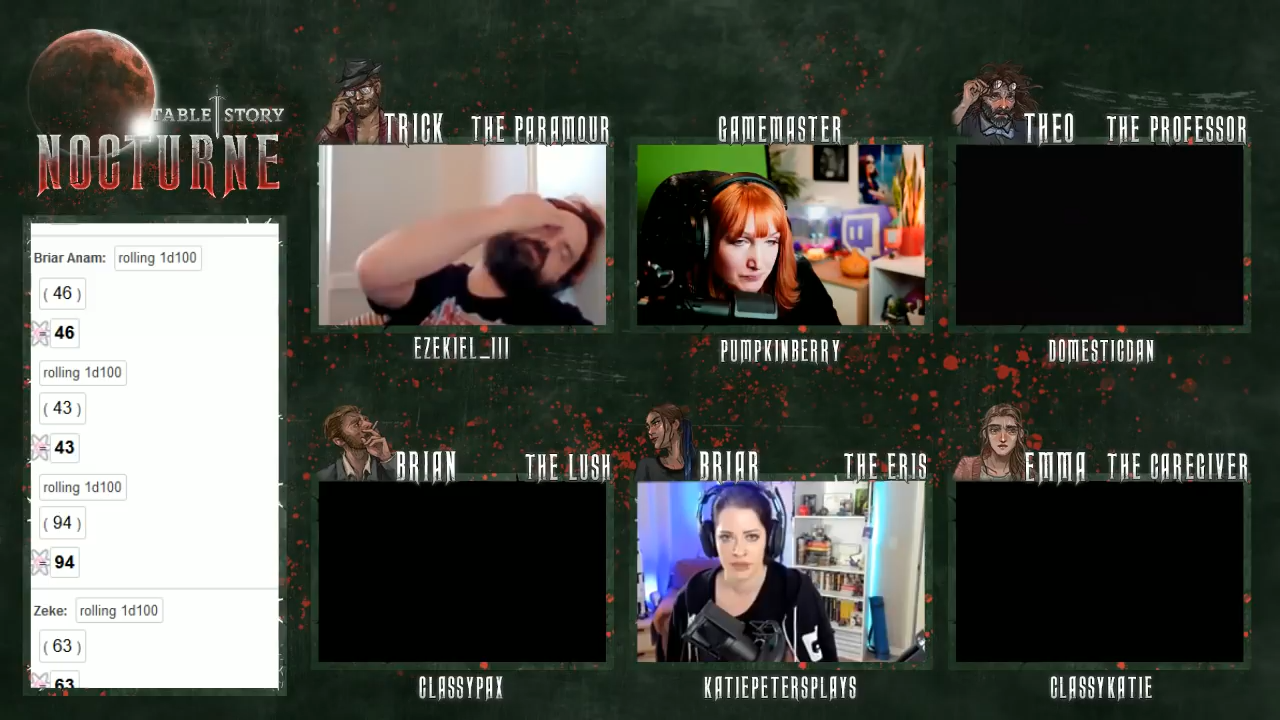 TABLE STORY
NOCTURNE
Briar Anam: rolling 1d100
( 46 )
= 46
rolling 1d100
( 43 )
= 43
rolling 1d100
( 94 )
= 94
Zeke: rolling 1d100
( 63 )
= 63
TRICK THE PARAMOUR
EZEKIEL_III
GAMEMASTER
PUMPKINBERRY
THEO THE PROFESSOR
DOMESTICDAN
BRIAN THE LUSH
CLASSYPAX
BRIAR THE ERIS
KATIEPETERSPLAYS
EMMA THE CAREGIVER
CLASSYKATIE